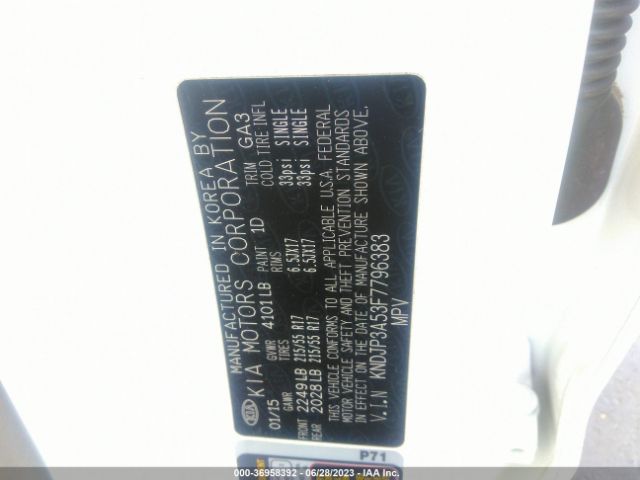 MANUFACTURED IN KOREA BY
KIA KIA MOTORS CORPORATION
01/15 GVWR 4101LB PAINT 1D TRIM GA3
GAWR TIRES RIMS COLD TIRE INFL
FRONT 2249LB 215/55 R17 6.5JX17 33psi SINGLE
REAR 2028LB 215/55 R17 6.5JX17 33psi SINGLE
THIS VEHICLE CONFORMS TO ALL APPLICABLE U.S.A. FEDERAL
MOTOR VEHICLE SAFETY AND THEFT PREVENTION STANDARDS
IN EFFECT ON THE DATE OF MANUFACTURE SHOWN ABOVE.
V.I.N KNDJP3A53F7796383
MPV
P71
000-36958392 - 06/28/2023 - IAA Inc.